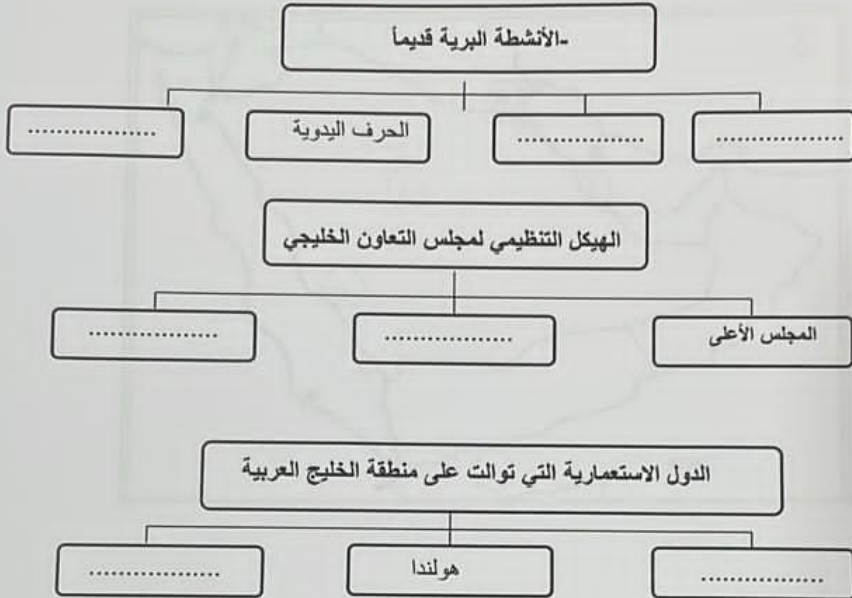 -الأنشطة البرية قديماً
.................. .................. الحرف اليدوية ..................
الهيكل التنظيمي لمجلس التعاون الخليجي
المجلس الأعلى .................. ..................
الدول الاستعمارية التي توالت على منطقة الخليج العربية
.................. هولندا ..................